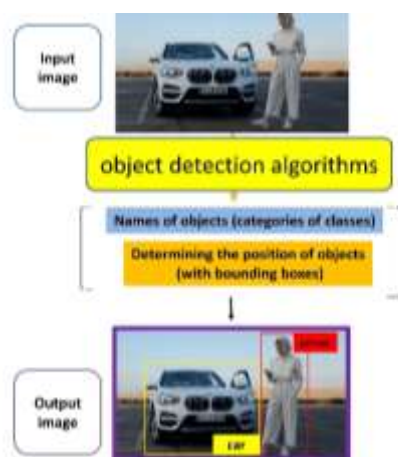 Input
image
object detection algorithms
Names of objects (categories of classes)
Determining the position of objects
(with bounding boxes)
Output
image
car